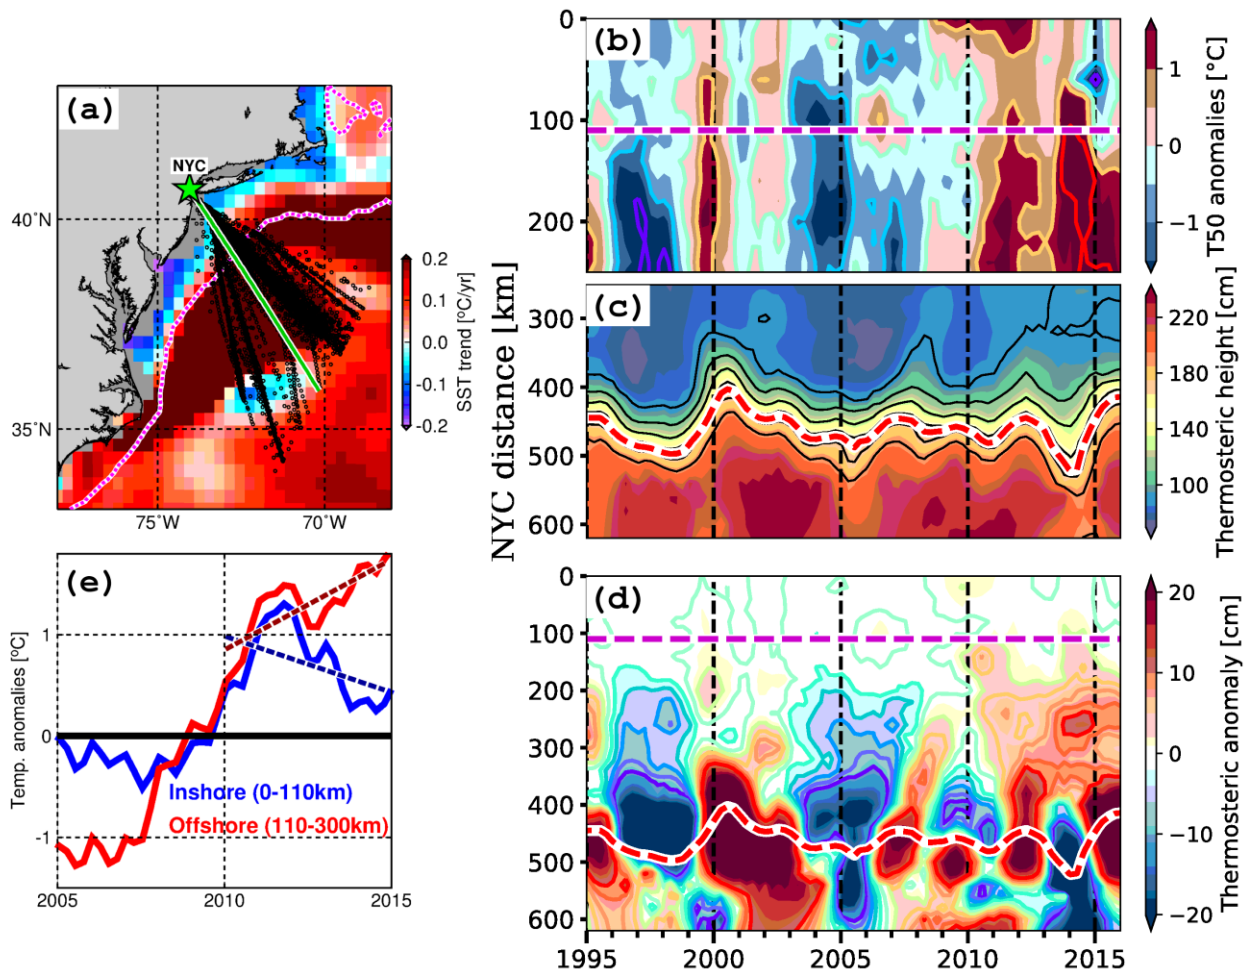 (a)
NYC
40°N
35°N
75°W
70°W
0.2
0.1
0.0
-0.1
-0.2
SST trend [°C/yr]
(e)
Temp. anomalies [°C]
1
0
-1
Inshore (0-110km)
Offshore (110-300km)
2005
2010
2015
NYC distance [km]
(b)
0
100
200
1
0
−1
T50 anomalies [°C]
(c)
300
400
500
600
220
180
140
100
Thermosteric height [cm]
(d)
0
100
200
300
400
500
600
1995
2000
2005
2010
2015
20
10
0
−10
−20
Thermosteric anomaly [cm]